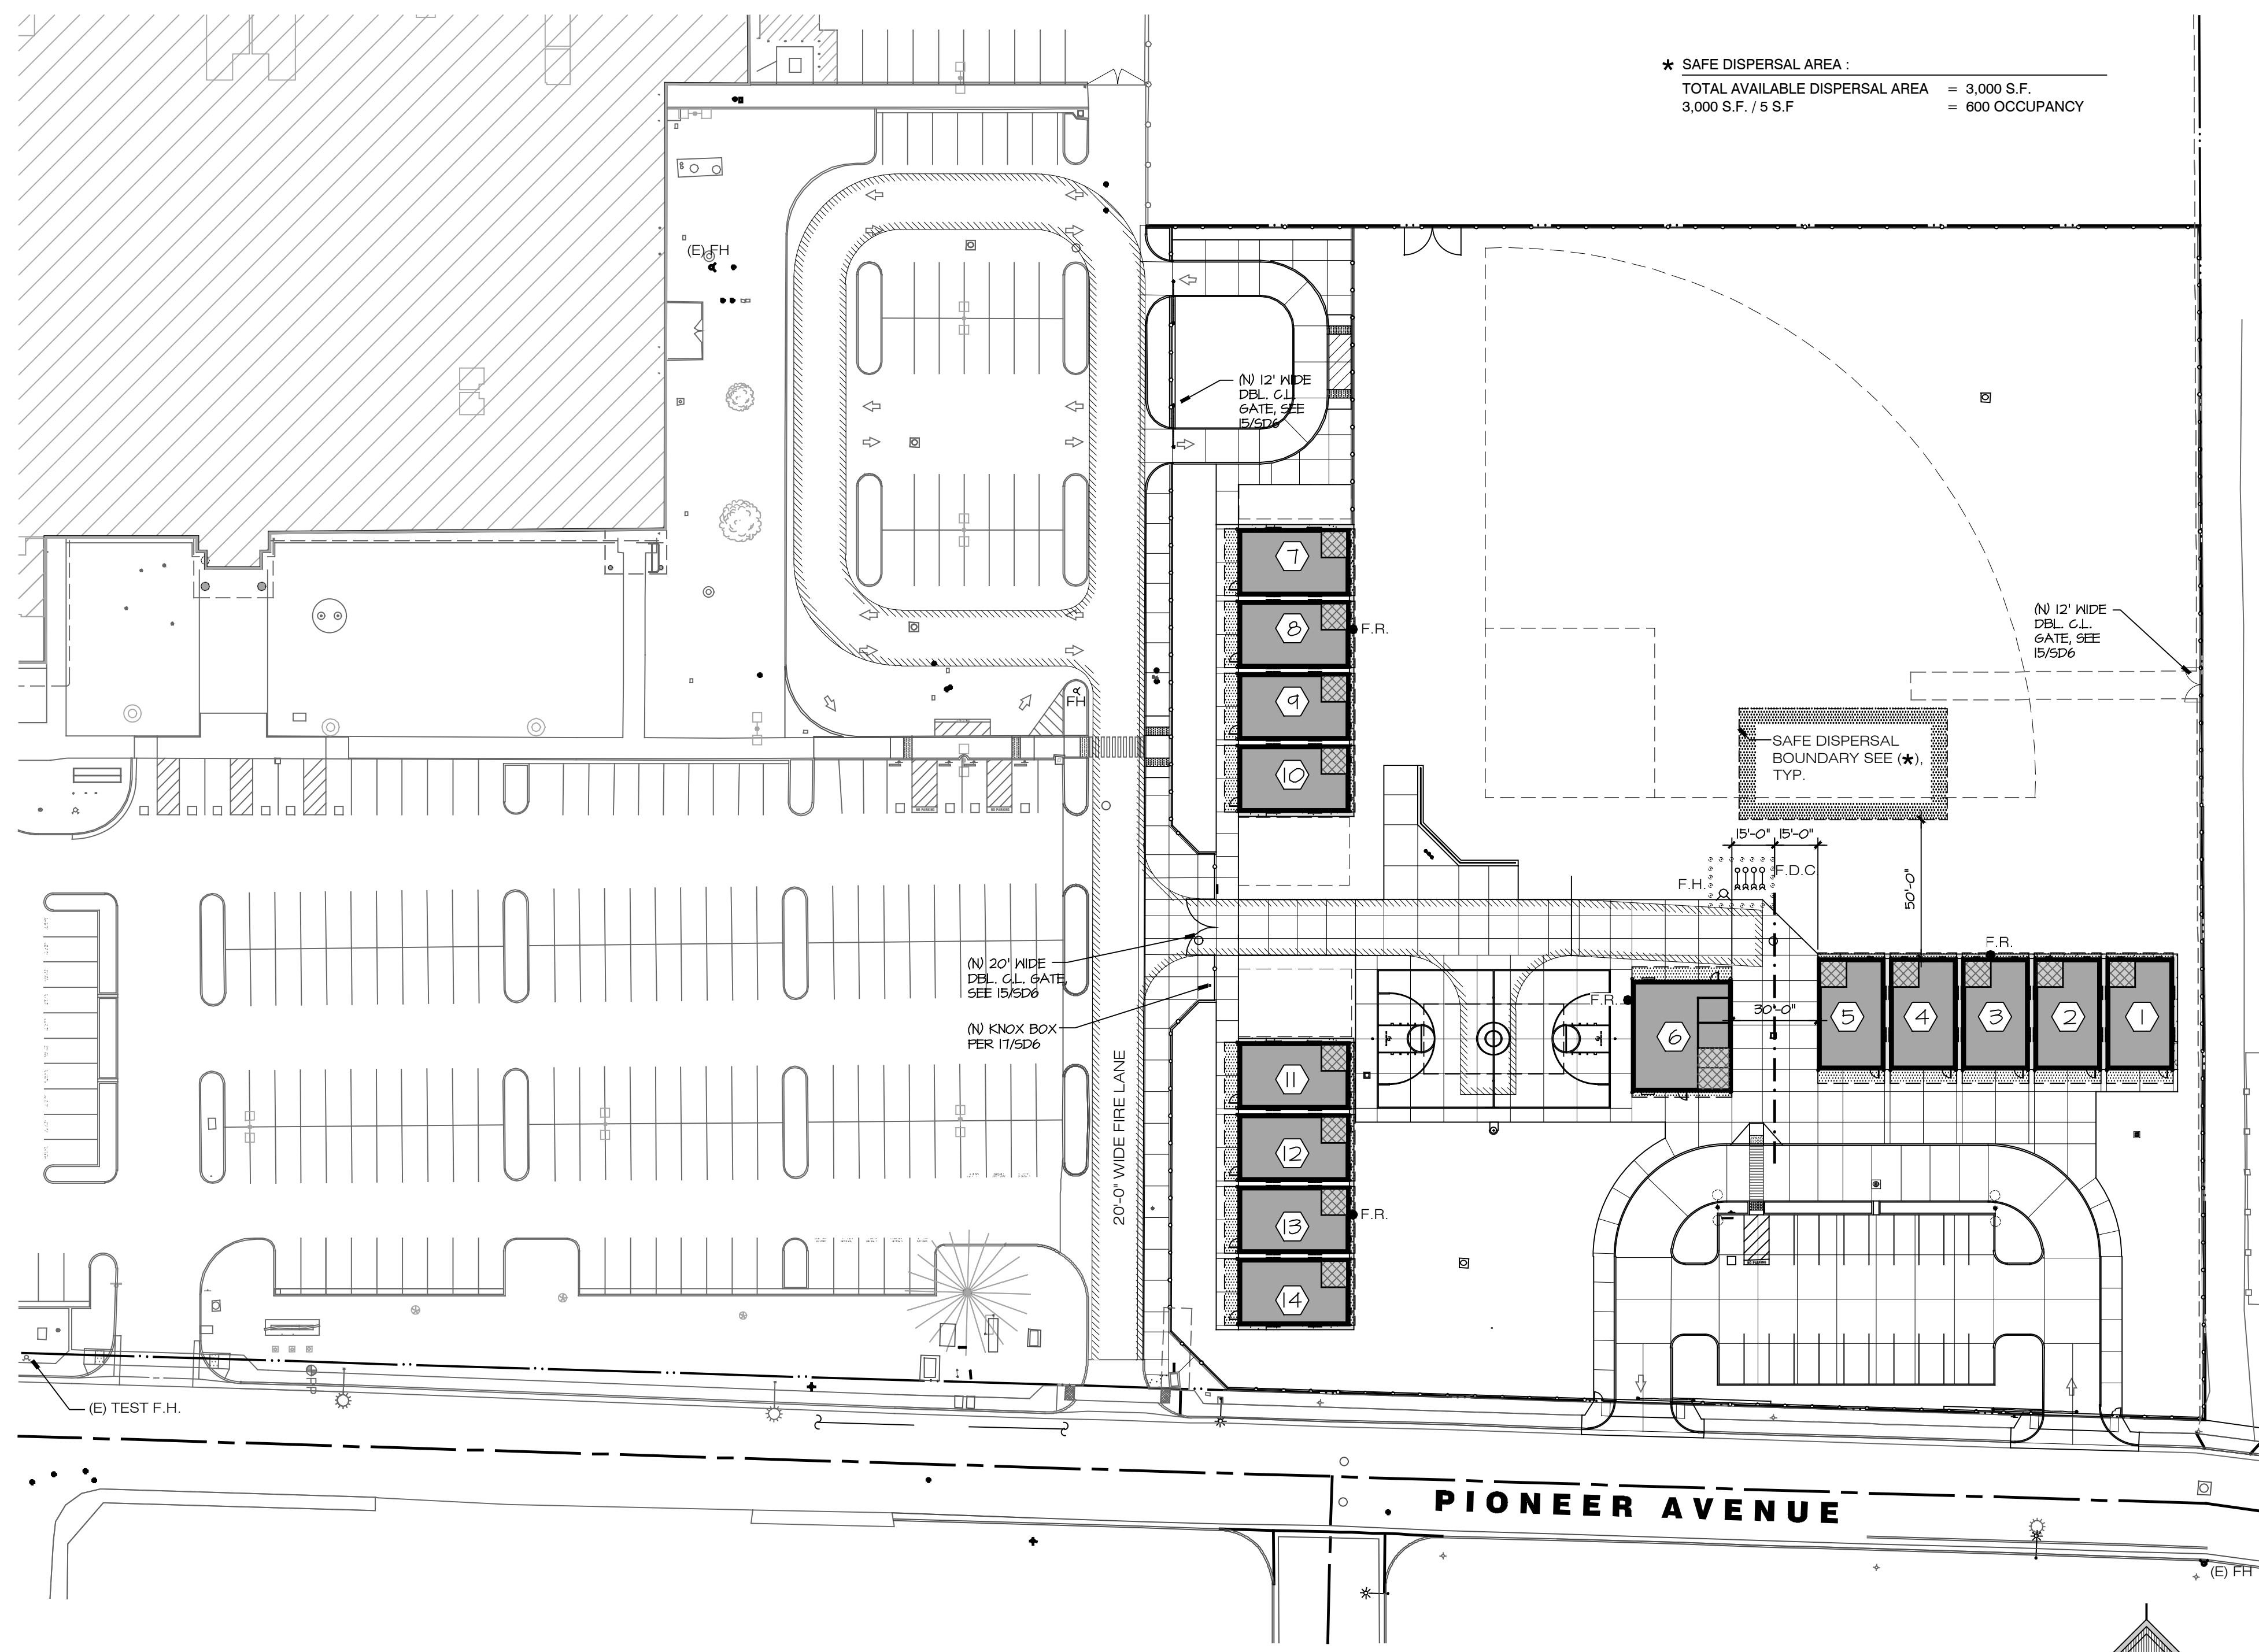 * SAFE DISPERSAL AREA :
TOTAL AVAILABLE DISPERSAL AREA = 3,000 S.F.
3,000 S.F. / 5 S.F = 600 OCCUPANCY
(E) FH
(N) 12' WIDE
DBL. C.L.
GATE, SEE
15/SD6
7
8
F.R.
9
10
FH
(N) 12' WIDE
DBL. C.L.
GATE, SEE
15/SD6
SAFE DISPERSAL
BOUNDARY SEE (*),
TYP.
15'-0" 15'-0"
F.H.
F.D.C
50'-0"
(N) 20' WIDE
DBL. C.L. GATE,
SEE 15/SD6
(N) KNOX BOX
PER 17/SD6
F.R.
F.R.
30'-0"
6
5
4
3
2
1
11
12
13
F.R.
14
20'-0" WIDE FIRE LANE
(E) TEST F.H.
PIONEER AVENUE
(E) FH